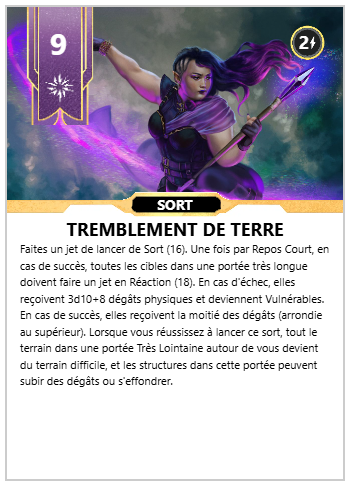 9
2
SORT
TREMBLEMENT DE TERRE
Faites un jet de lancer de Sort (16). Une fois par Repos Court, en
cas de succès, toutes les cibles dans une portée très longue
doivent faire un jet en Réaction (18). En cas d'échec, elles
reçoivent 3d10+8 dégâts physiques et deviennent Vulnérables.
En cas de succès, elles reçoivent la moitié des dégâts (arrondie
au supérieur). Lorsque vous réussissez à lancer ce sort, tout le
terrain dans une portée Très Lointaine autour de vous devient
du terrain difficile, et les structures dans cette portée peuvent
subir des dégâts ou s'effondrer.